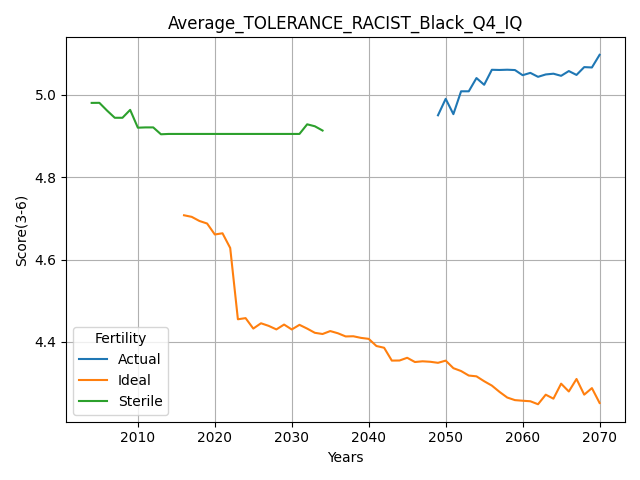 Average_TOLERANCE_RACIST_Black_Q4_IQ
Score(3-6)
5.0
4.8
4.6
4.4
Fertility
Actual
Ideal
Sterile
2010 2020 2030 2040 2050 2060 2070
Years